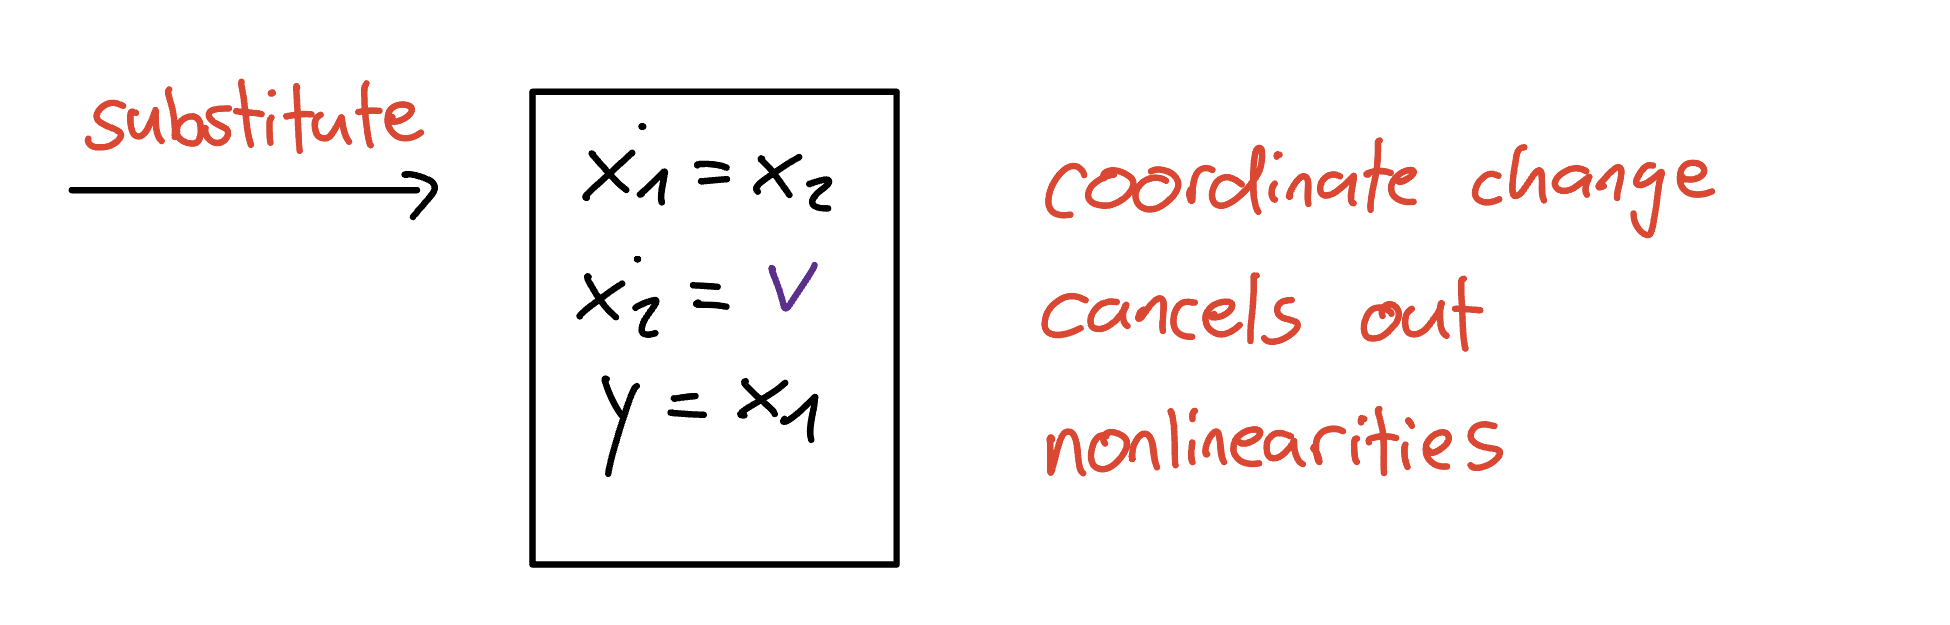 substitute
ẋ₁ = x₂
ẋ₂ = v
y = x₁
coordinate change
cancels out
nonlinearities